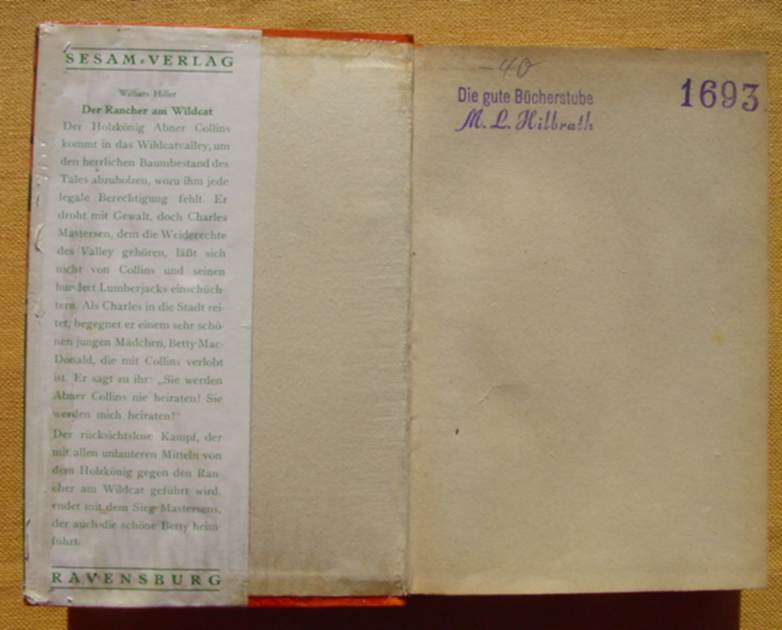 SESAM-VERLAG
William Hiller
Der Rancher am Wildcat
Der Holzkönig Abner Collins
kommt in das Wildcatvalley, um
den herrlichen Baumbestand des
Tales abzuholzen, wozu ihm jede
legale Berechtigung fehlt. Er
droht mit Gewalt, doch Charles
Mastersen, dem die Weiderechte
des Valley gehören, läßt sich
nicht von Collins und seinen
hundert Lumberjacks einschüch-
tern. Als Charles in die Stadt rei-
tet, begegnet er einem sehr schö-
nen jungen Mädchen, Betty Mac-
Donald, die mit Collins verlobt
ist. Er sagt zu ihr: „Sie werden
Abner Collins nie heiraten! Sie
werden mich heiraten!“
Der rücksichtslose Kampf, der
mit allen unlauteren Mitteln von
dem Holzkönig gegen den Ran-
cher am Wildcat geführt wird,
endet mit dem Sieg Mastersens,
der auch die schöne Betty heim-
führt.
RAVENSBURG
-40
Die gute Bücherstube
M. L. Hilbrath
1693